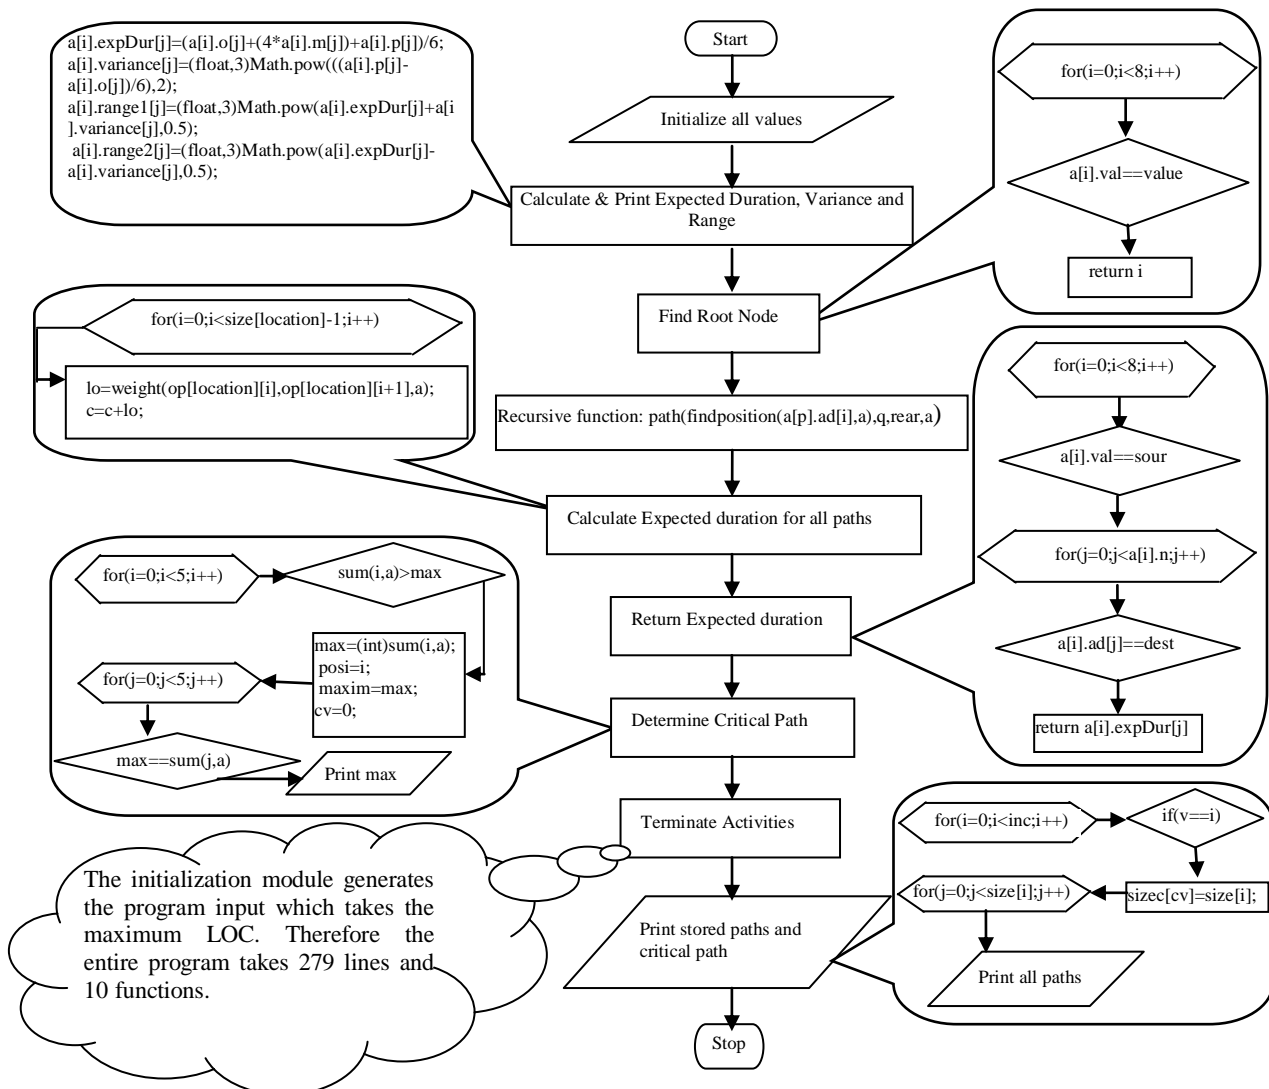 a[i].expDur[j]=(a[i].o[j]+(4*a[i].m[j])+a[i].p[j])/6;
a[i].variance[j]=(float,3)Math.pow(((a[i].p[j]-
a[i].o[j])/6),2);
a[i].range1[j]=(float,3)Math.pow(a[i].expDur[j]+a[i
].variance[j],0.5);
a[i].range2[j]=(float,3)Math.pow(a[i].expDur[j]-
a[i].variance[j],0.5);
Start
Initialize all values
Calculate & Print Expected Duration, Variance and
Range
for(i=0;i<8;i++)
a[i].val==value
return i
Find Root Node
for(i=0;i<size[location]-1;i++)
lo=weight(op[location][i],op[location][i+1],a);
c=c+lo;
Recursive function: path(findposition(a[p].ad[i],a),q,rear,a)
Calculate Expected duration for all paths
for(i=0;i<8;i++)
a[i].val==sour
for(j=0;j<a[i].n;j++)
a[i].ad[j]==dest
return a[i].expDur[j]
Return Expected duration
for(i=0;i<5;i++)
sum(i,a)>max
max=(int)sum(i,a);
posi=i;
maxim=max;
cv=0;
for(j=0;j<5;j++)
max==sum(j,a)
Print max
Determine Critical Path
Terminate Activities
The initialization module generates
the program input which takes the
maximum LOC. Therefore the
entire program takes 279 lines and
10 functions.
for(i=0;i<inc;i++)
if(v==i)
sizec[cv]=size[i];
for(j=0;j<size[i];j++)
Print all paths
Print stored paths and
critical path
Stop